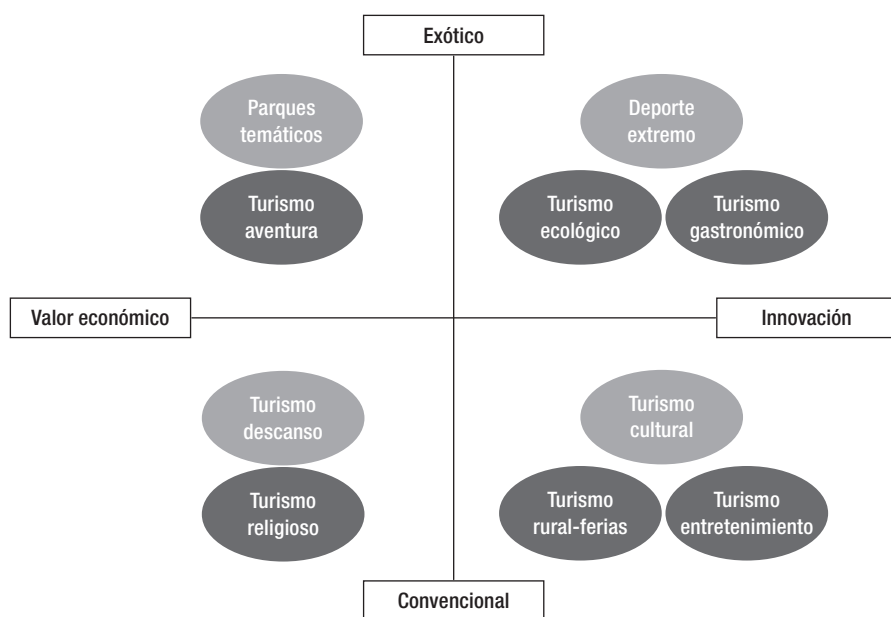 Exótico
Parques
temáticos
Deporte
extremo
Turismo
aventura
Turismo
ecológico
Turismo
gastronómico
Valor económico
Innovación
Turismo
descanso
Turismo
cultural
Turismo
religioso
Turismo
rural-ferias
Turismo
entretenimiento
Convencional